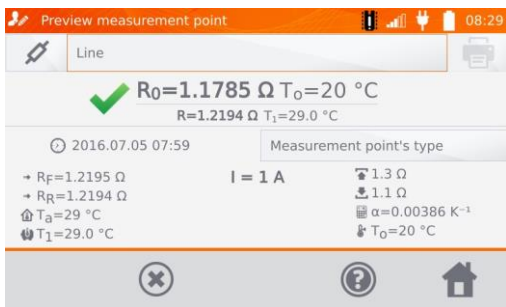 Preview measurement point 08:29
Line
R0=1.1785 Ω To=20 °C
R=1.2194 Ω T1=29.0 °C
2016.07.05 07:59 Measurement point's type
→ RF=1.2195 Ω I = 1 A 1.3 Ω
→ RR=1.2194 Ω 1.1 Ω
Ta=29 °C α=0.00386 K⁻¹
T1=29.0 °C To=20 °C